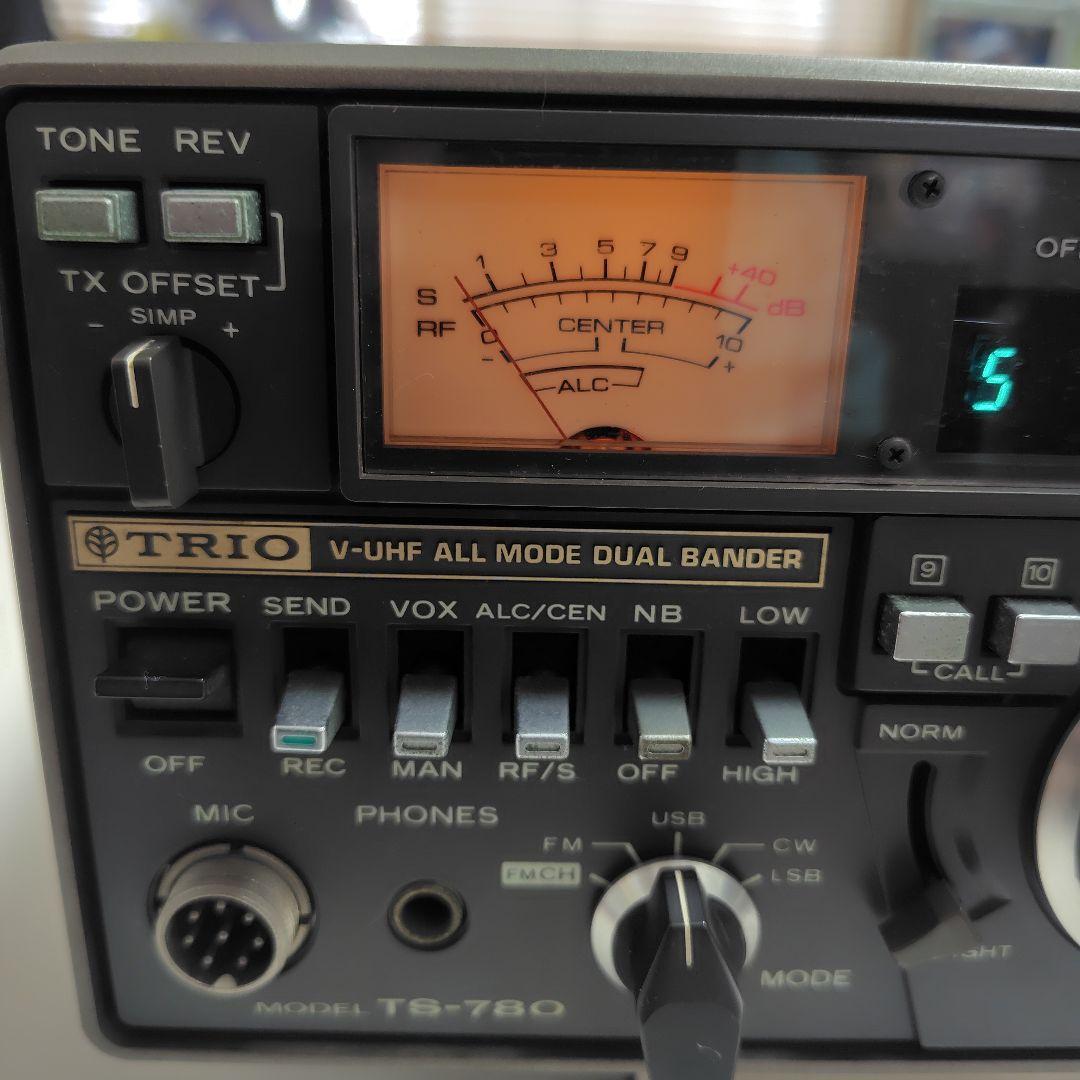 TONE REV
TX OFFSET
- SIMP +
1 3 5 7 9 +40
S dB
RF
0 CENTER 10
- +
ALC
5
TRIO V-UHF ALL MODE DUAL BANDER
9 10
CALL
POWER SEND VOX ALC/CEN NB LOW
OFF REC MAN RF/S OFF HIGH
NORM
MIC PHONES
USB
FM CW
FM CH LSB
MODE
MODEL TS-780